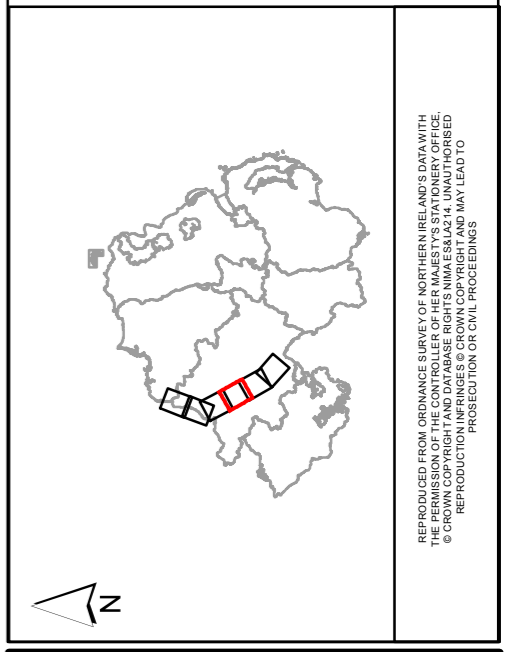 N
REPRODUCED FROM ORDNANCE SURVEY OF NORTHERN IRELAND'S DATA WITH
THE PERMISSION OF THE CONTROLLER OF HER MAJESTY'S STATIONERY OFFICE,
© CROWN COPYRIGHT AND DATABASE RIGHTS NIMA ES&LA214. UNAUTHORISED
REPRODUCTION INFRINGES © CROWN COPYRIGHT AND MAY LEAD TO
PROSECUTION OR CIVIL PROCEEDINGS